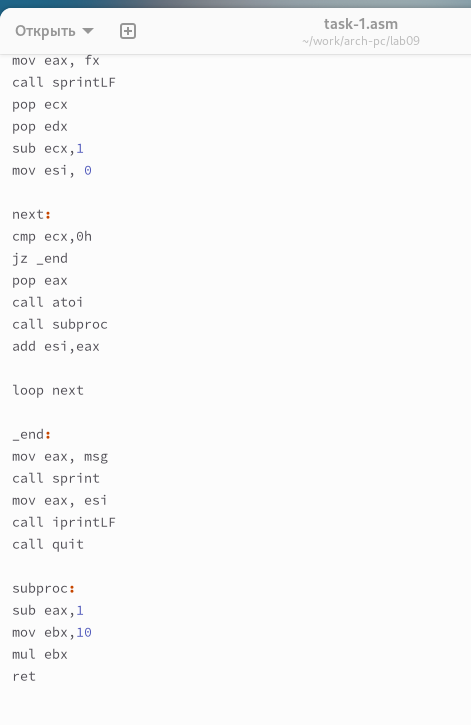 Открыть
task-1.asm
~/work/arch-pc/lab09
mov eax, fx
call sprintLF
pop ecx
pop edx
sub ecx,1
mov esi, 0
next:
cmp ecx,0h
jz _end
pop eax
call atoi
call subproc
add esi,eax
loop next
_end:
mov eax, msg
call sprint
mov eax, esi
call iprintLF
call quit
subproc:
sub eax,1
mov ebx,10
mul ebx
ret